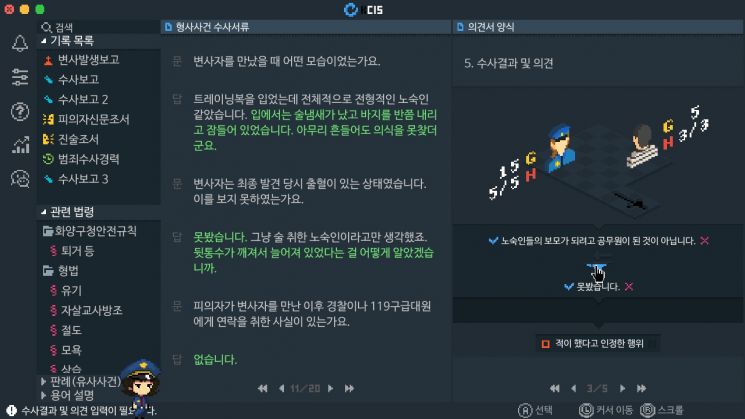 CIS
검색
기록 목록
변사발생보고
수사보고
수사보고 2
피의자신문조서
진술조서
범죄수사경력
수사보고 3
관련 법령
화양구청안전규칙
퇴거 등
형법
유기
자살교사방조
절도
모욕
상습
판례(유사사건)
용어 설명
형사사건 수사서류
문 변사자를 만났을 때 어떤 모습이었는가요.
답 트레이닝복을 입었는데 전체적으로 전형적인 노숙인
같았습니다. 입에서는 술냄새가 났고 바지를 반쯤 내리
고 잠들어 있었습니다. 아무리 흔들어도 의식을 못찾더
군요.
문 변사자는 최종 발견 당시 출혈이 있는 상태였습니다.
이를 보지 못하였는가요.
답 못봤습니다. 그냥 술 취한 노숙인이라고만 생각했죠.
뒷통수가 깨져서 늘어져 있었다는 걸 어떻게 알았겠습
니까.
문 피의자가 변사자를 만난 이후 경찰이나 119구급대원
에게 연락을 취한 사실이 있는가요.
답 없습니다.
11/20
의견서 양식
5. 수사결과 및 의견
15 G
5/5 H
G 5
H 3/3
노숙인들의 보모가 되려고 공무원이 된 것이 아닙니다.
못봤습니다.
적이 했다고 인정한 행위
3/5
수사결과 및 의견 입력이 필요
다.
A 선택
L 커서 이동
R 스크롤